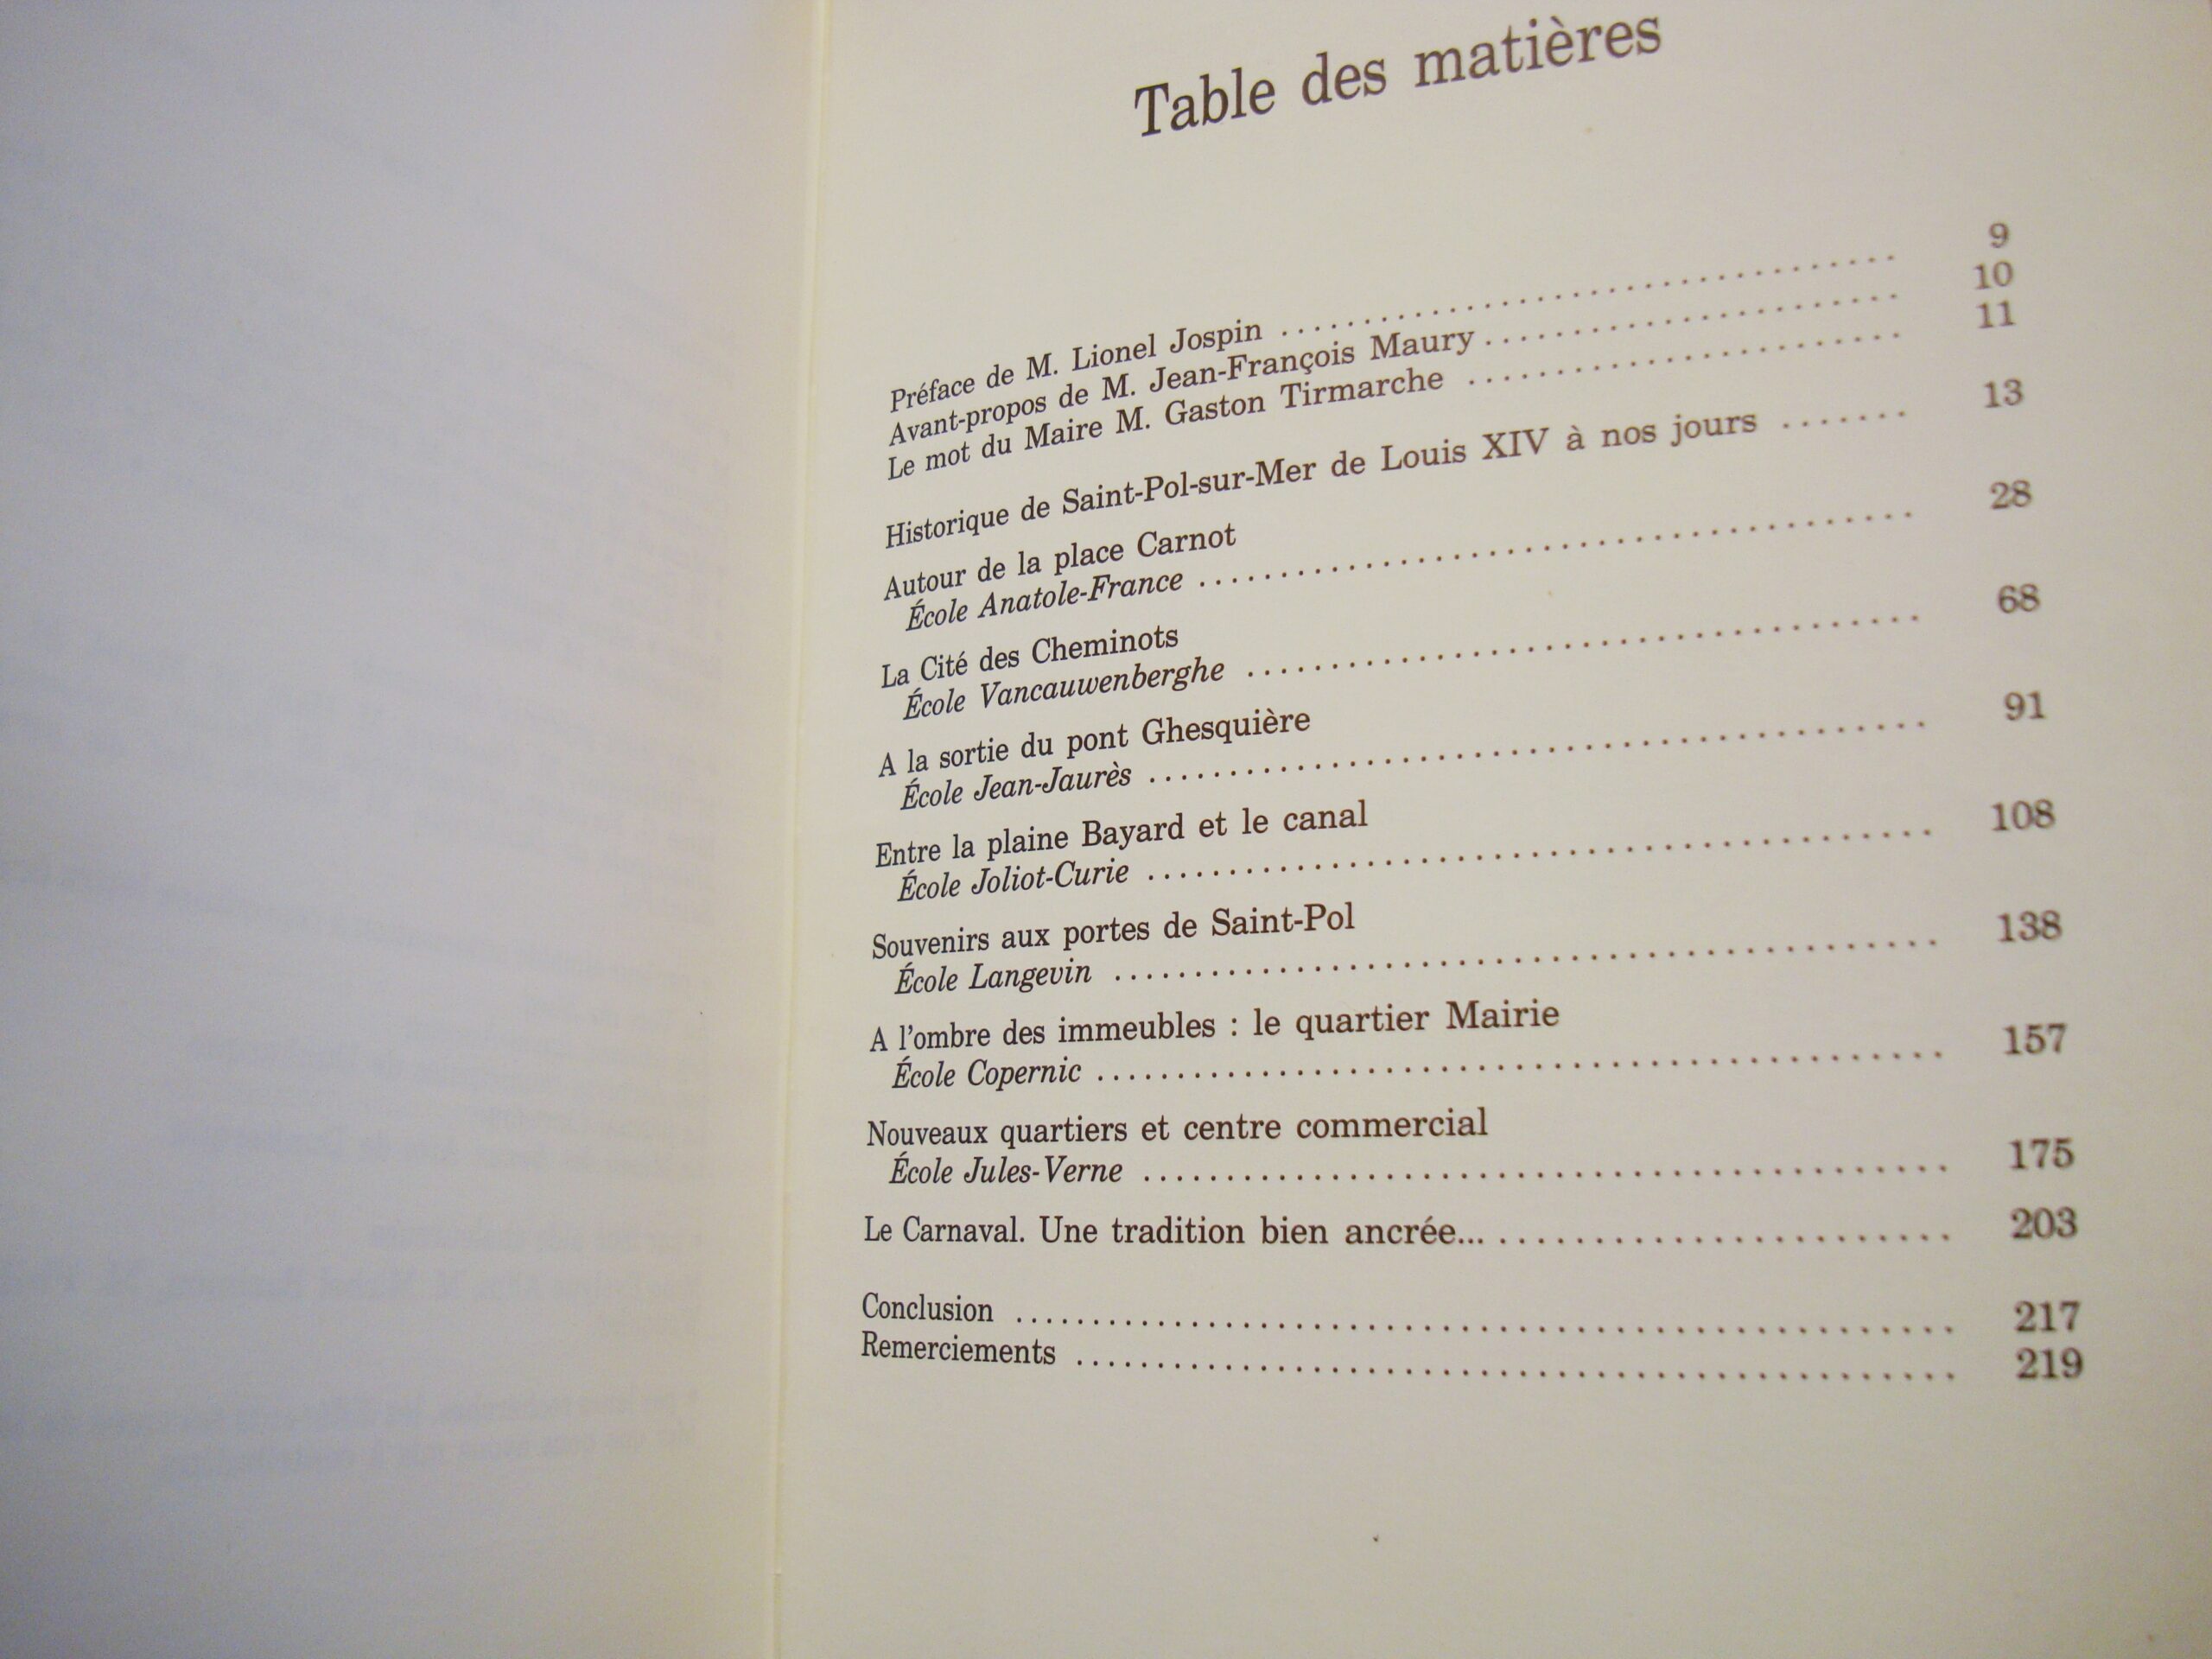 Table des matières
Préface de M. Lionel Jospin ........................................ 9
Avant-propos de M. Jean-François Maury ........................... 10
Le mot du Maire M. Gaston Tirmarche ........................... 11
Historique de Saint-Pol-sur-Mer de Louis XIV à nos jours ....... 13
Autour de la place Carnot
École Anatole-France ............................................. 28
La Cité des Cheminots
École Vancauwenberghe .......................................... 68
A la sortie du pont Ghesquière
École Jean-Jaurès ................................................ 91
Entre la plaine Bayard et le canal
École Joliot-Curie ................................................ 108
Souvenirs aux portes de Saint-Pol
École Langevin .................................................. 138
A l'ombre des immeubles : le quartier Mairie
École Copernic ................................................... 157
Nouveaux quartiers et centre commercial
École Jules-Verne ................................................ 175
Le Carnaval. Une tradition bien ancrée... ........................... 203
Conclusion ....................................................... 217
Remerciements .................................................... 219